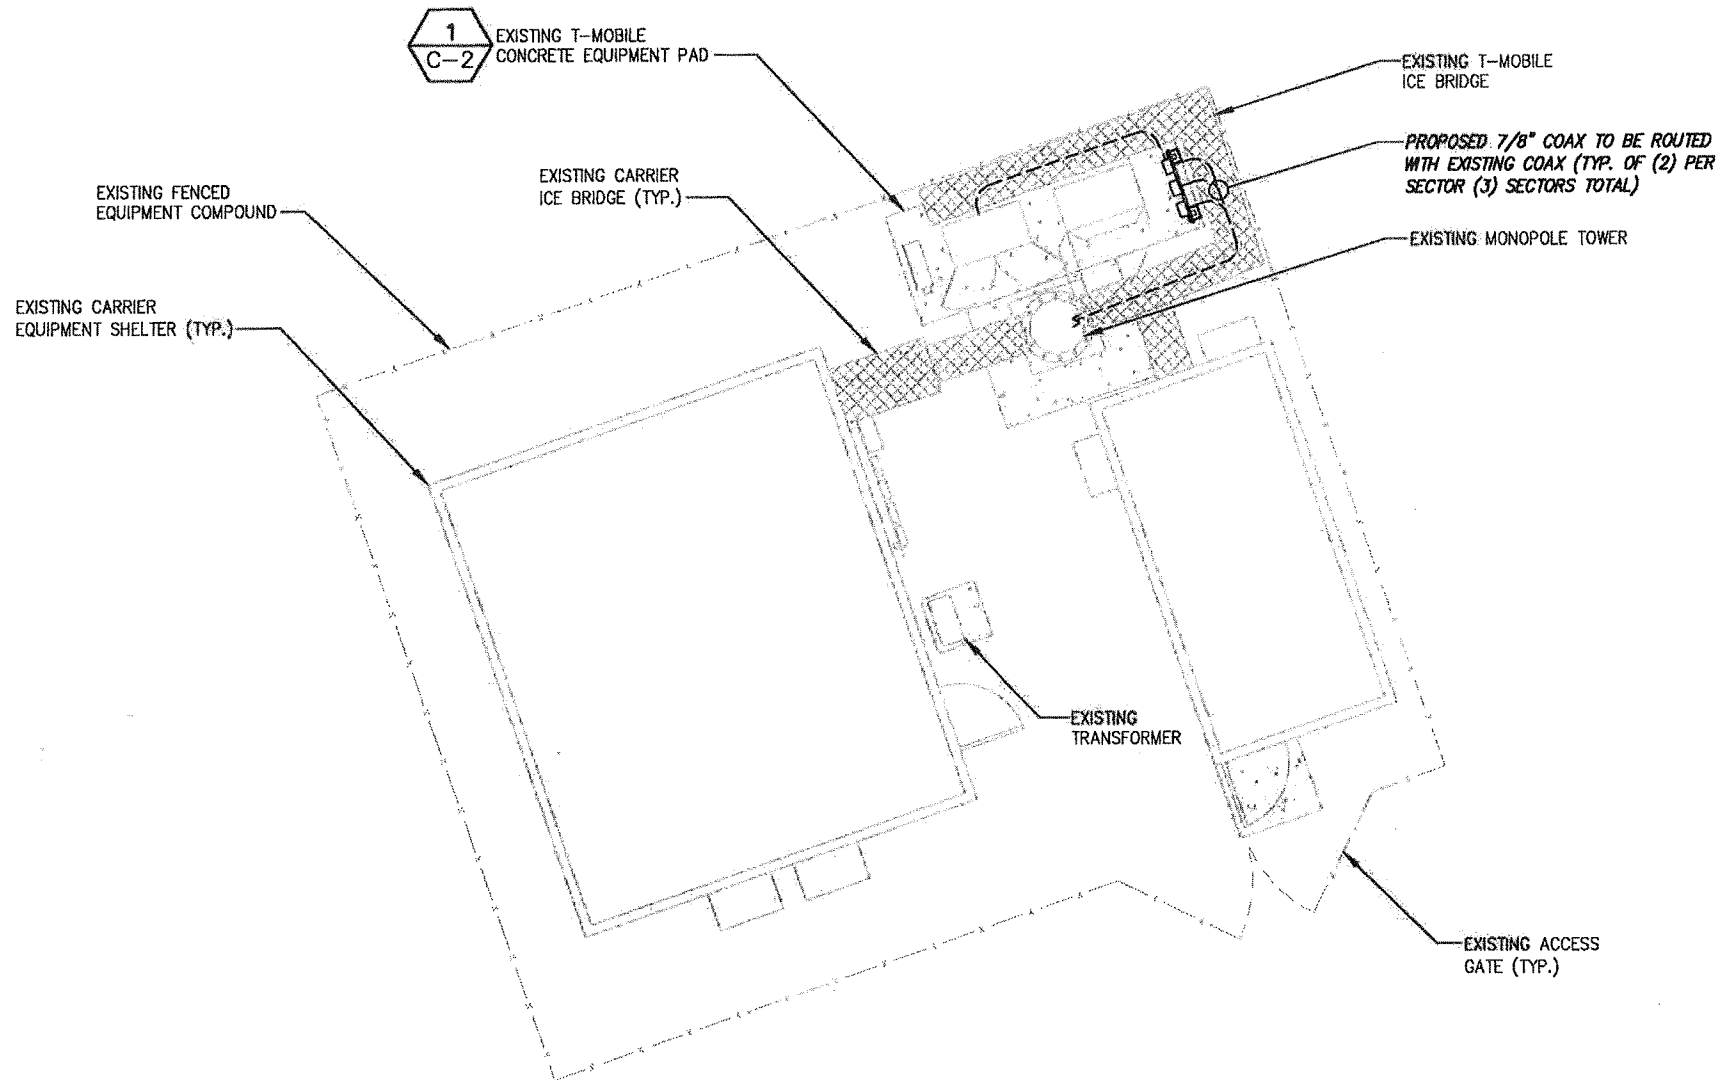 1
C-2
EXISTING T-MOBILE
CONCRETE EQUIPMENT PAD
EXISTING T-MOBILE
ICE BRIDGE
PROPOSED 7/8" COAX TO BE ROUTED
WITH EXISTING COAX (TYP. OF (2) PER
SECTOR (3) SECTORS TOTAL)
EXISTING CARRIER
ICE BRIDGE (TYP.)
EXISTING FENCED
EQUIPMENT COMPOUND
EXISTING MONOPOLE TOWER
EXISTING CARRIER
EQUIPMENT SHELTER (TYP.)
EXISTING
TRANSFORMER
EXISTING ACCESS
GATE (TYP.)